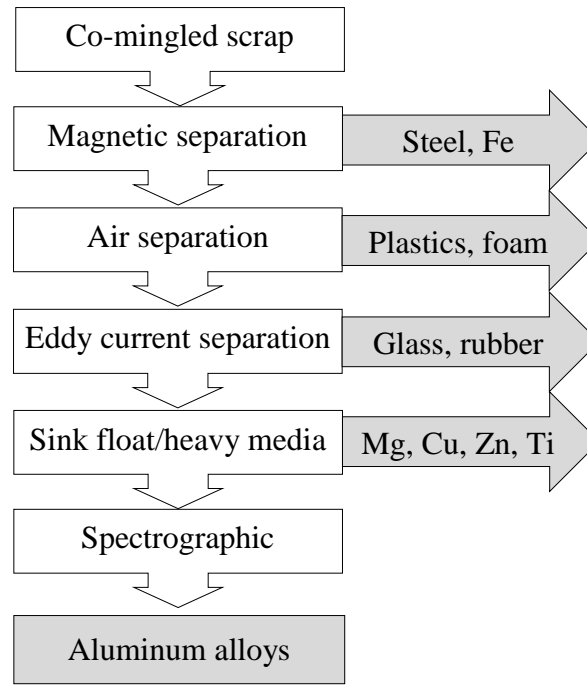 Co-mingled scrap
Magnetic separation
Steel, Fe
Air separation
Plastics, foam
Eddy current separation
Glass, rubber
Sink float/heavy media
Mg, Cu, Zn, Ti
Spectrographic
Aluminum alloys